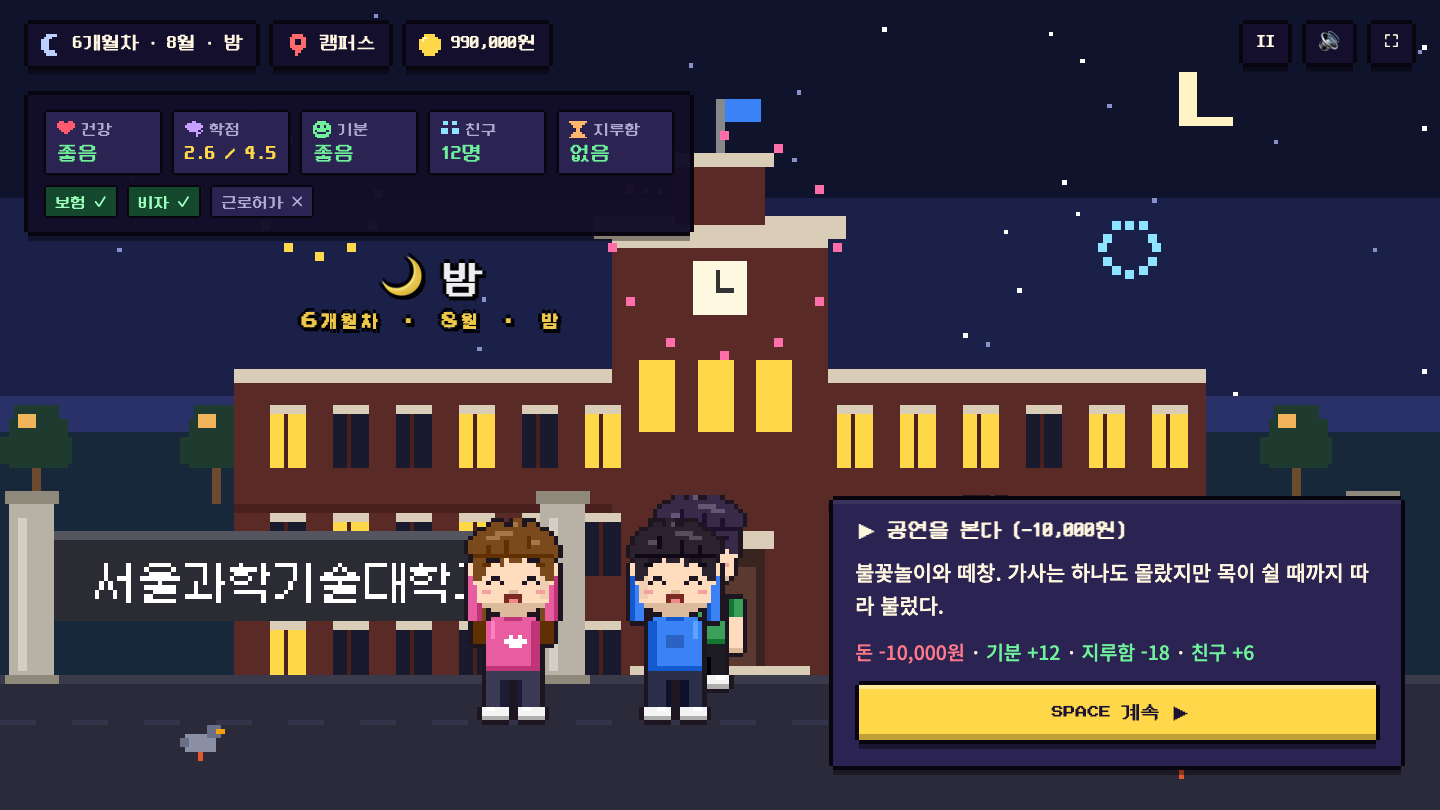 6개월차 · 8월 · 밤
캠퍼스
990,000원
II
건강
좋음
학점
2.6 / 4.5
기분
좋음
친구
12명
지루함
없음
보험 ✓
비자 ✓
근로허가 ✕
밤
6개월차 · 8월 · 밤
서울과학기술대학
▶ 공연을 본다 (-10,000원)
불꽃놀이와 떼창. 가사는 하나도 몰랐지만 목이 쉴 때까지 따
라 불렀다.
돈 -10,000원 · 기분 +12 · 지루함 -18 · 친구 +6
SPACE 계속 ▶